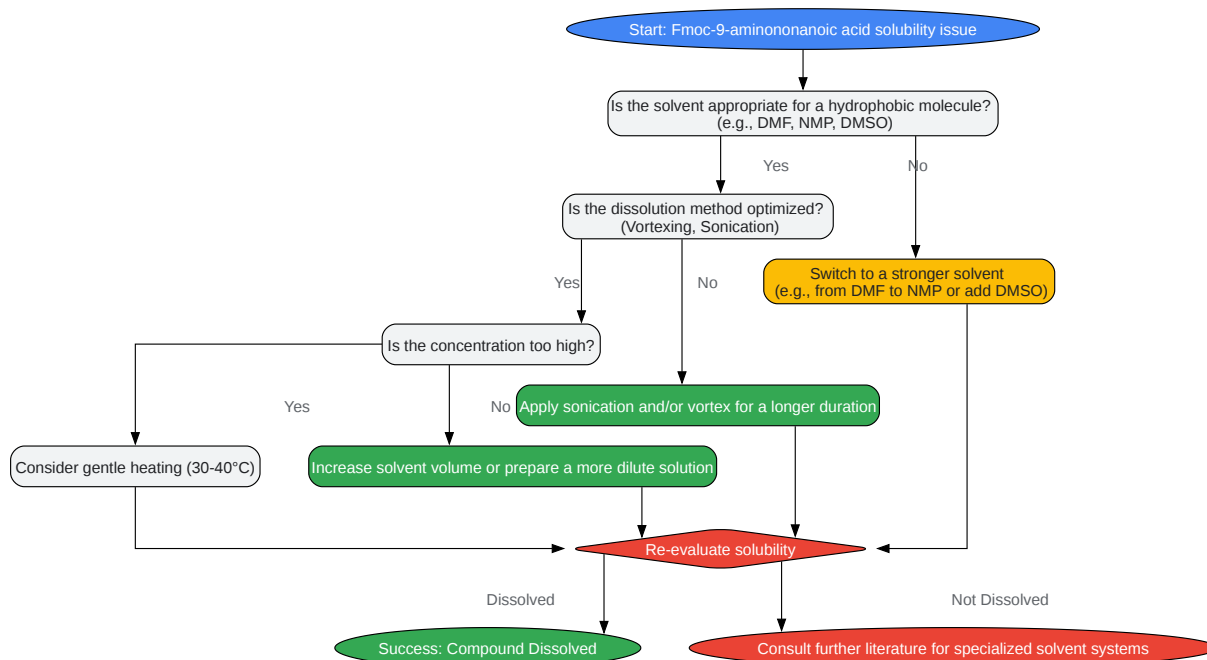 Start: Fmoc-9-aminononanoic acid solubility issue
Is the solvent appropriate for a hydrophobic molecule?
(e.g., DMF, NMP, DMSO)
Yes
No
Is the dissolution method optimized?
(Vortexing, Sonication)
Switch to a stronger solvent
(e.g., from DMF to NMP or add DMSO)
Yes
No
Is the concentration too high?
Yes
No
Apply sonication and/or vortex for a longer duration
Consider gentle heating (30-40°C)
Increase solvent volume or prepare a more dilute solution
Re-evaluate solubility
Dissolved
Not Dissolved
Success: Compound Dissolved
Consult further literature for specialized solvent systems